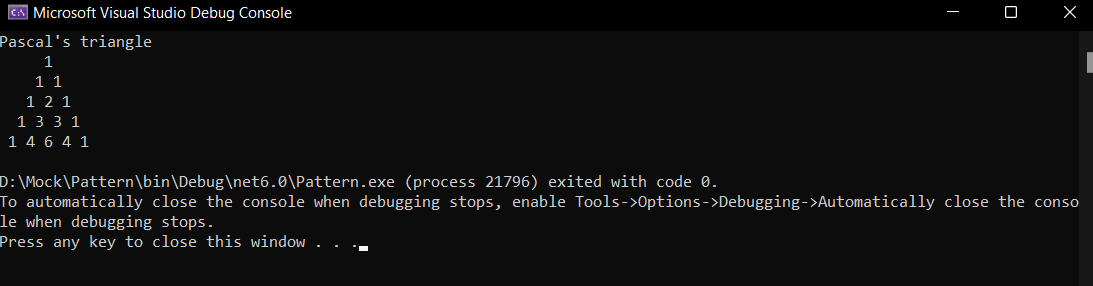 C:\ Microsoft Visual Studio Debug Console
Pascal's triangle
     1
    1 1
   1 2 1
  1 3 3 1
 1 4 6 4 1
D:\Mock\Pattern\bin\Debug\net6.0\Pattern.exe (process 21796) exited with code 0.
To automatically close the console when debugging stops, enable Tools->Options->Debugging->Automatically close the conso
le when debugging stops.
Press any key to close this window . . .